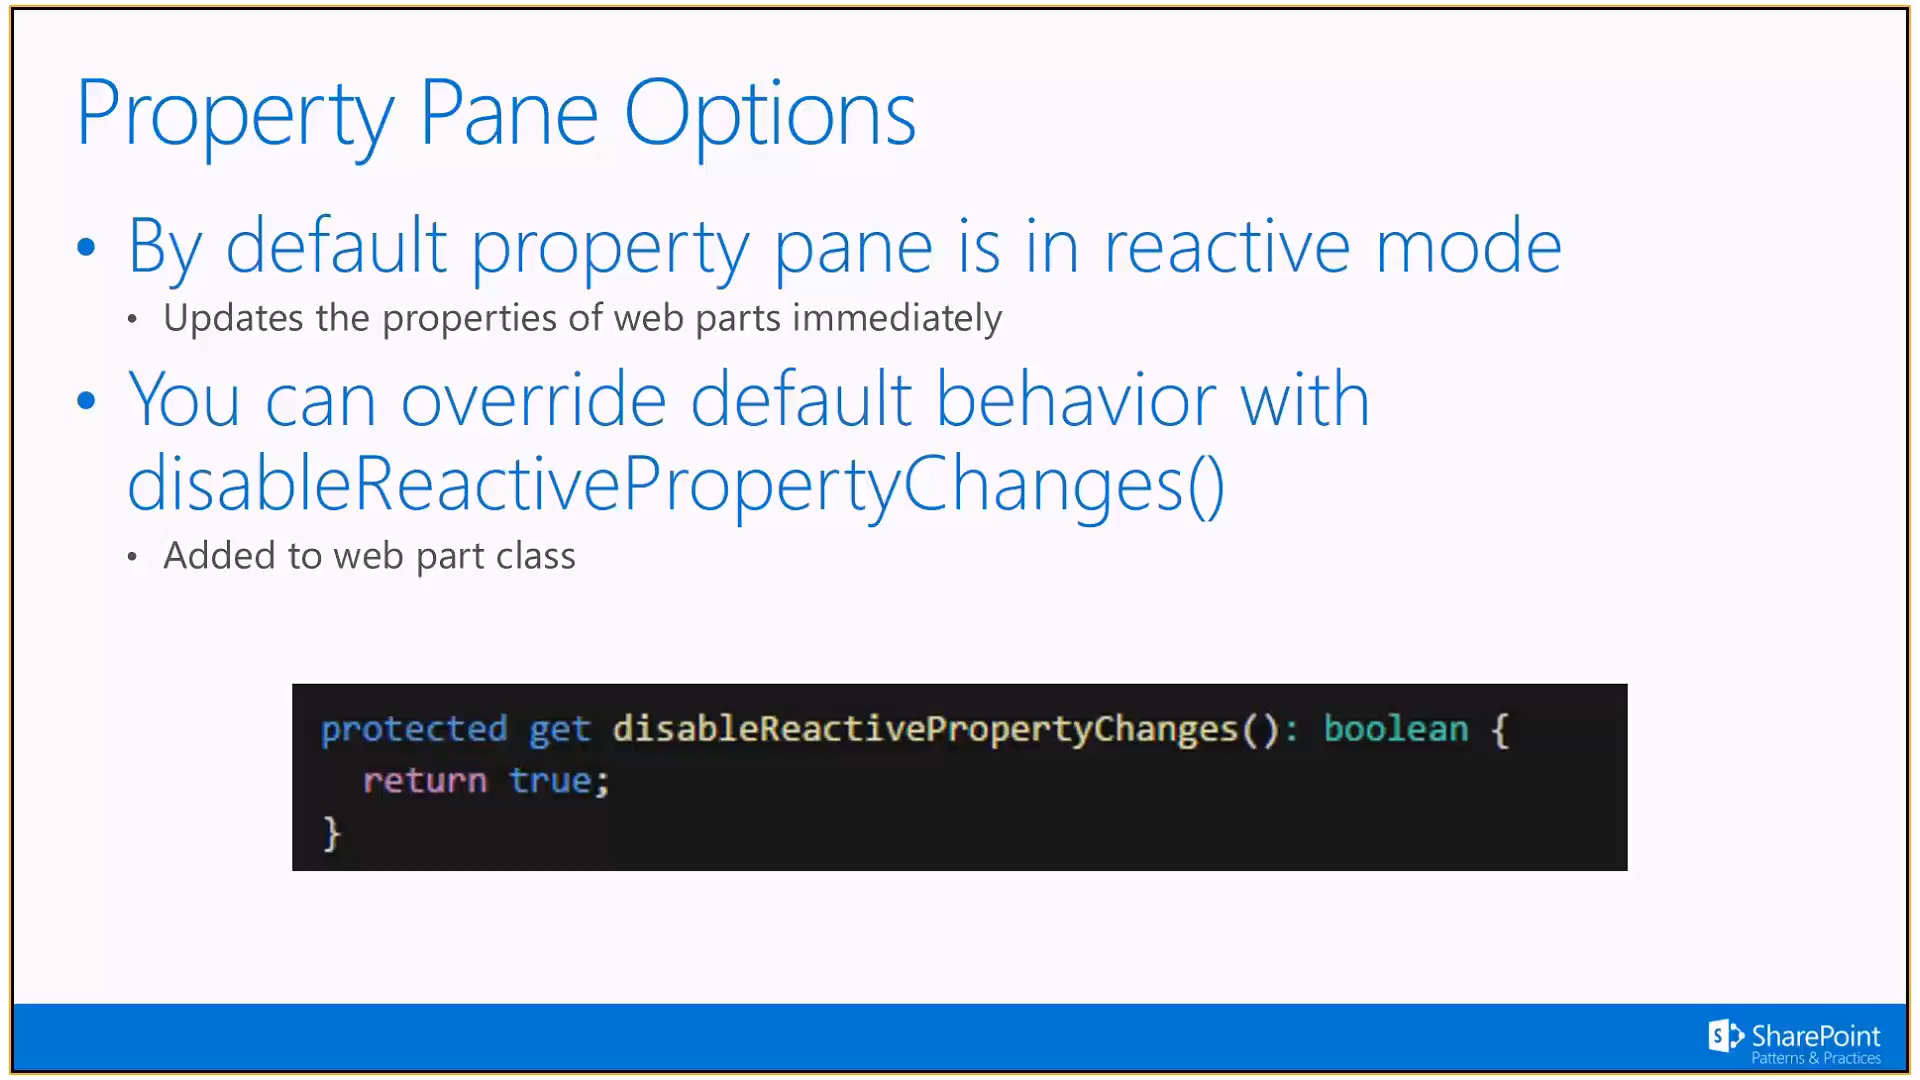 Property Pane Options
• By default property pane is in reactive mode
• Updates the properties of web parts immediately
• You can override default behavior with
disableReactivePropertyChanges()
• Added to web part class
protected get disableReactivePropertyChanges(): boolean {
return true;
}
SharePoint
Patterns & Practices